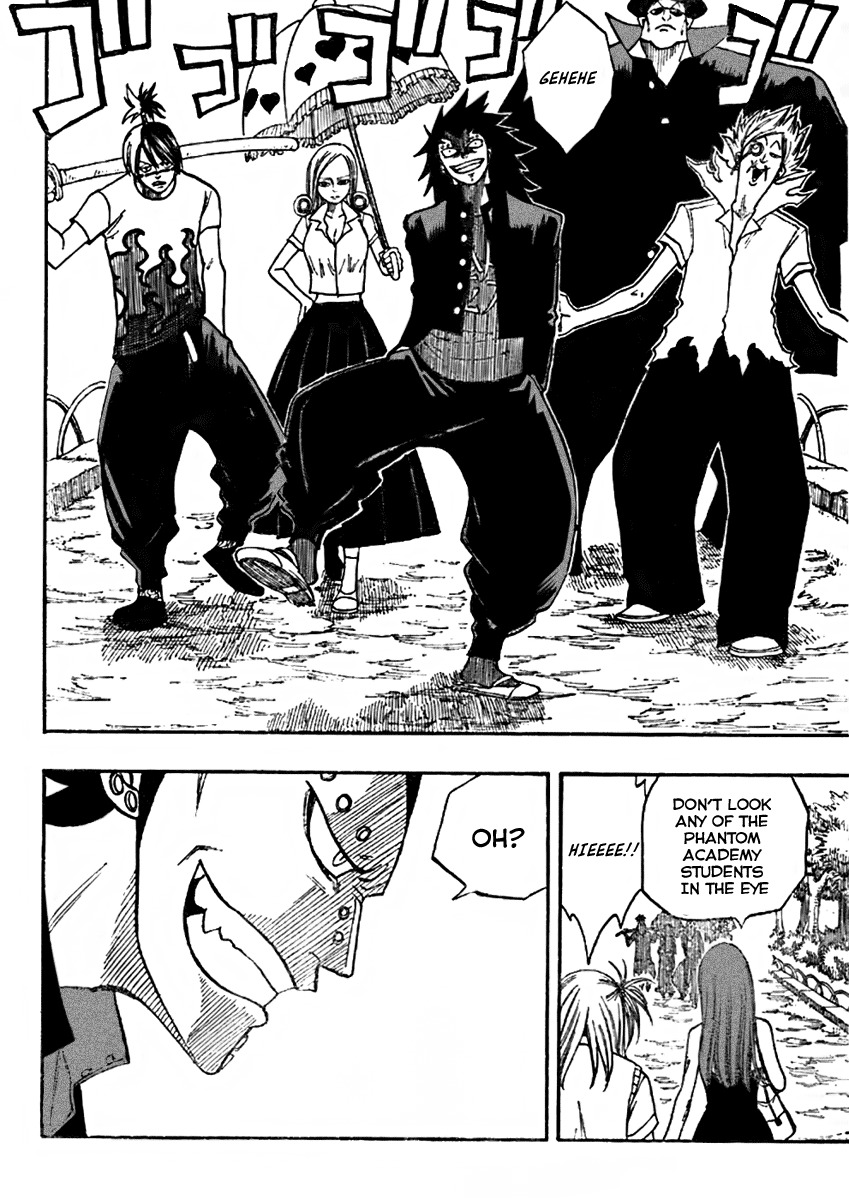 ゴ
ゴ
ゴ
ゴ
ゴ
GEHEHE
DON'T LOOK
ANY OF THE
PHANTOM
ACADEMY
STUDENTS
IN THE EYE
HIEEEE!!
OH?